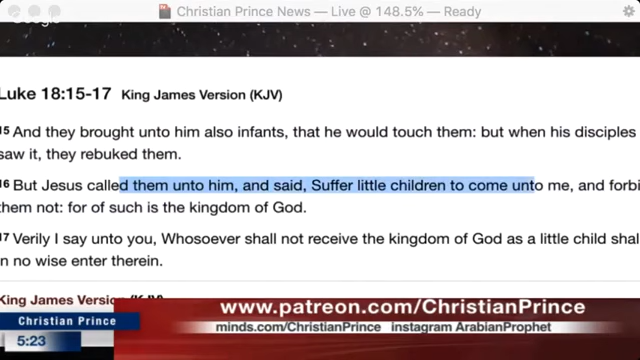 Christian Prince News — Live @ 148.5% — Ready
Luke 18:15-17 King James Version (KJV)
15 And they brought unto him also infants, that he would touch them: but when his disciples
saw it, they rebuked them.
16 But Jesus called them unto him, and said, Suffer little children to come unto me, and forbi
them not: for of such is the kingdom of God.
17 Verily I say unto you, Whosoever shall not receive the kingdom of God as a little child shal
n no wise enter therein.
King James Version (KJV)
www.patreon.com/ChristianPrince
Christian Prince
minds.com/ChristianPrince instagram ArabianProphet
5:23